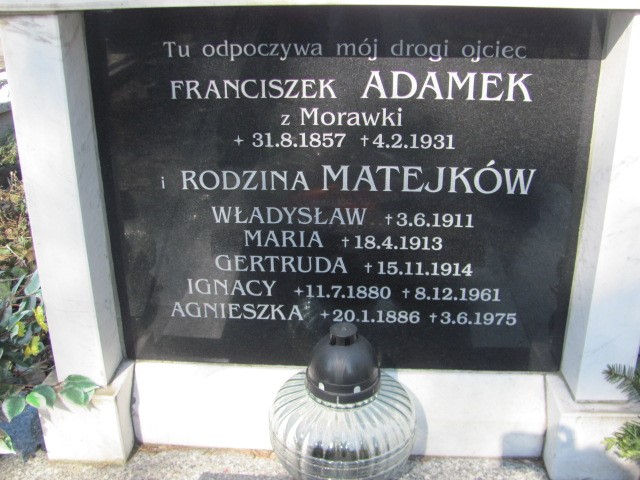 Tu odpoczywa mój drogi ojciec
FRANCISZEK ADAMEK
z Morawki
+ 31.8.1857 † 4.2.1931
i RODZINA MATEJKÓW
WŁADYSŁAW † 3.6.1911
MARIA † 18.4.1913
GERTRUDA † 15.11.1914
IGNACY + 11.7.1880 † 8.12.1961
AGNIESZKA + 20.1.1886 † 3.6.1975